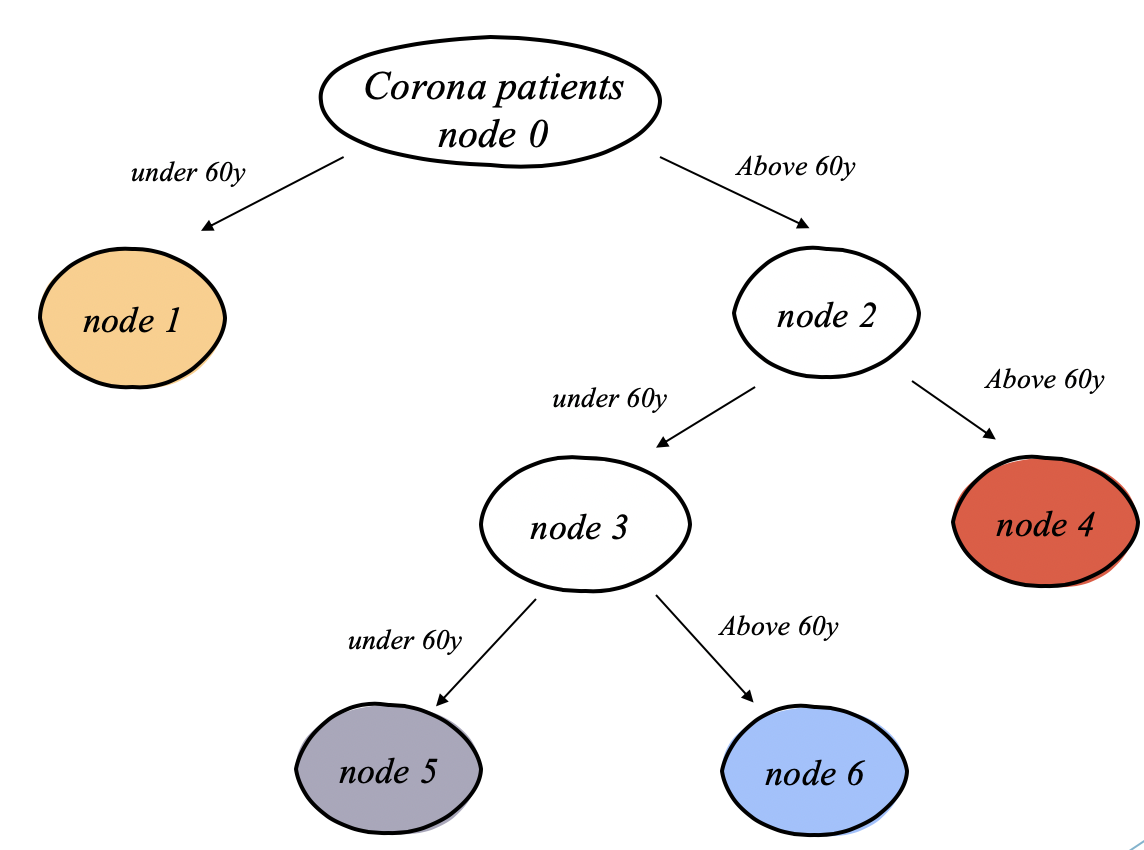 Corona patients
node 0
under 60y
Above 60y
node 1
node 2
under 60y
Above 60y
node 3
node 4
under 60y
Above 60y
node 5
node 6